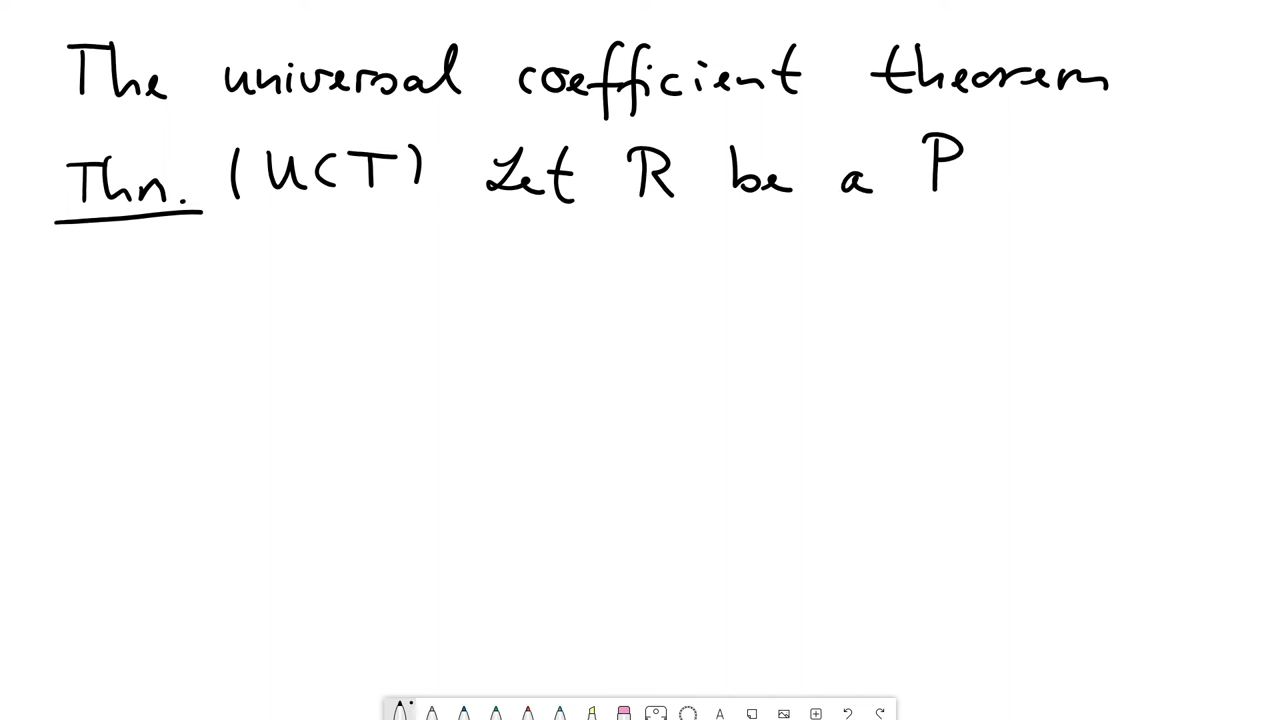 The universal coefficient theorem
Thm. (UCT) Let R be a P